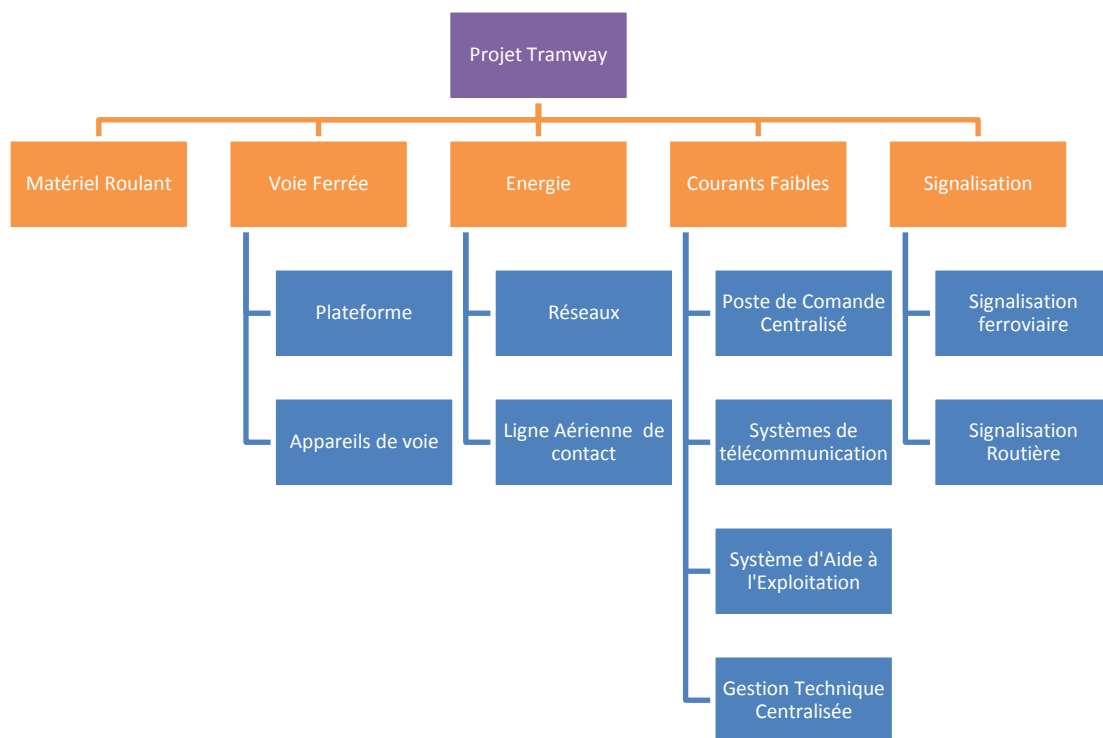 Projet Tramway
Matériel Roulant
Voie Ferrée
Energie
Courants Faibles
Signalisation
Plateforme
Appareils de voie
Réseaux
Ligne Aérienne de
contact
Poste de Comande
Centralisé
Systèmes de
télécommunication
Système d'Aide à
l'Exploitation
Gestion Technique
Centralisée
Signalisation
ferroviaire
Signalisation
Routière